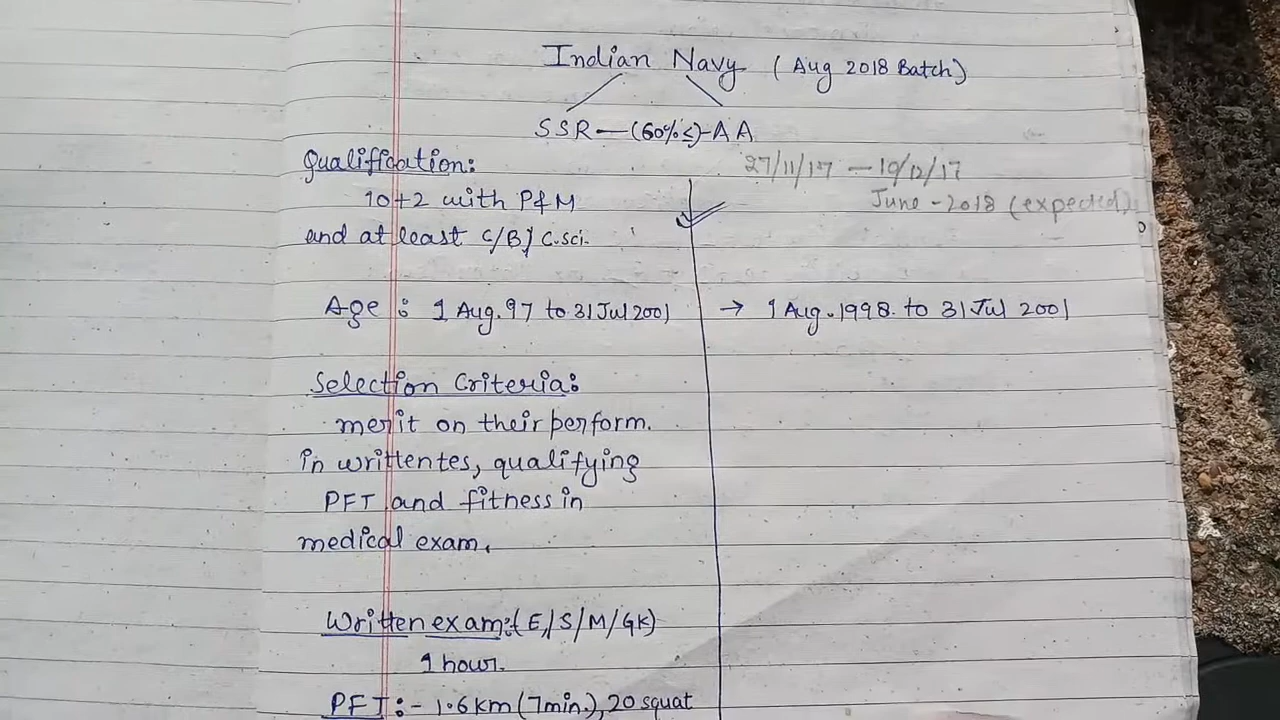 Indian Navy (Aug 2018 Batch)
SSR—(60%≤)-AA
Qualification:
27/11/17 — 10/12/17
10+2 with P&M
June-2018 (expected)
and at least C/B/C.sci.
Age: 1 Aug. 97 to 31 Jul 2001 → 1 Aug. 1998. to 31 Jul 2001
Selection Criteria:
merit on their perform.
in written tes, qualifying
PFT and fitness in
medical exam.
Written exam:(E/S/M/GK)
1 hour.
PFT:- 1.6 km (7min.), 20 squat